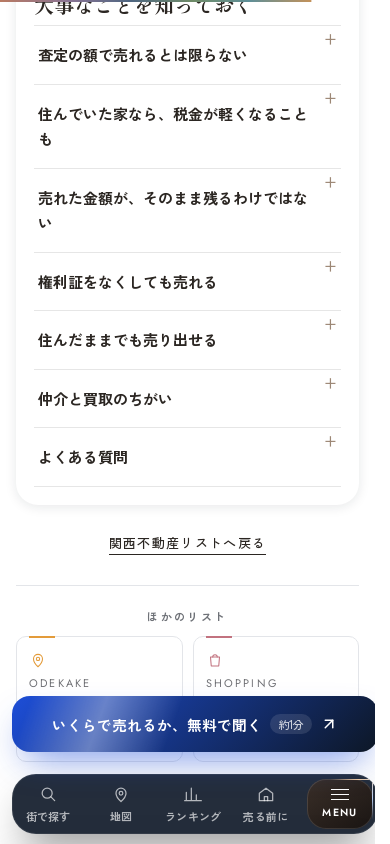 大事なことを知っておく
査定の額で売れるとは限らない
住んでいた家なら、税金が軽くなること
も
売れた金額が、そのまま残るわけではな
い
権利証をなくしても売れる
住んだままでも売り出せる
仲介と買取のちがい
よくある質問
関西不動産リストへ戻る
ほかのリスト
ODEKAKE
SHOPPING
いくらで売れるか、無料で聞く 約1分
街で探す 地図 ランキング 売る前に MENU